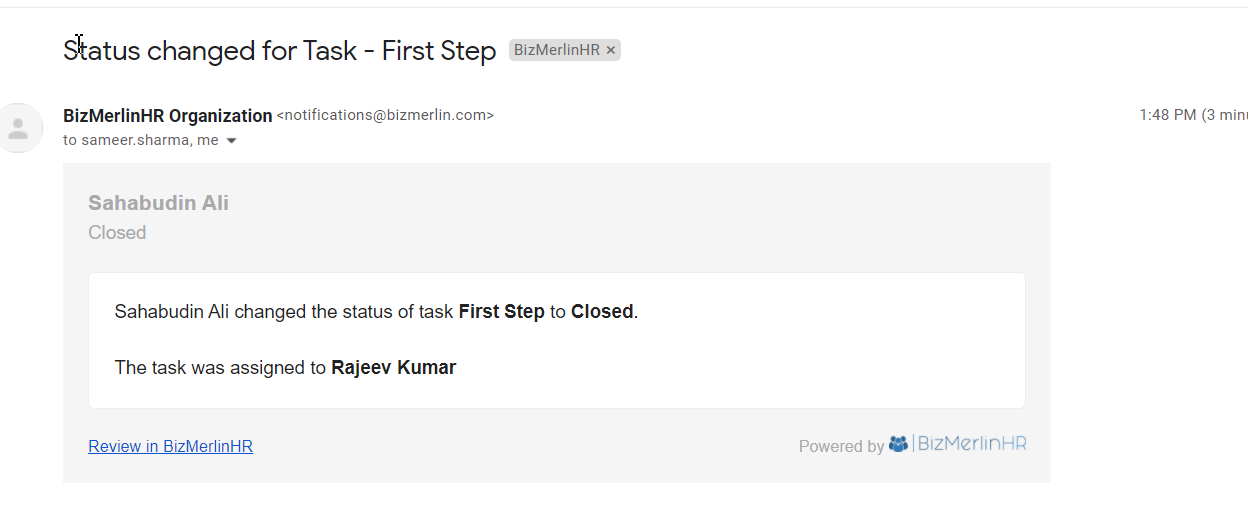 Status changed for Task - First Step BizMerlinHR ×
BizMerlinHR Organization <notifications@bizmerlin.com> 1:48 PM (3 minu
to sameer.sharma, me
Sahabudin Ali
Closed
Sahabudin Ali changed the status of task First Step to Closed.
The task was assigned to Rajeev Kumar
Review in BizMerlinHR Powered by BizMerlinHR